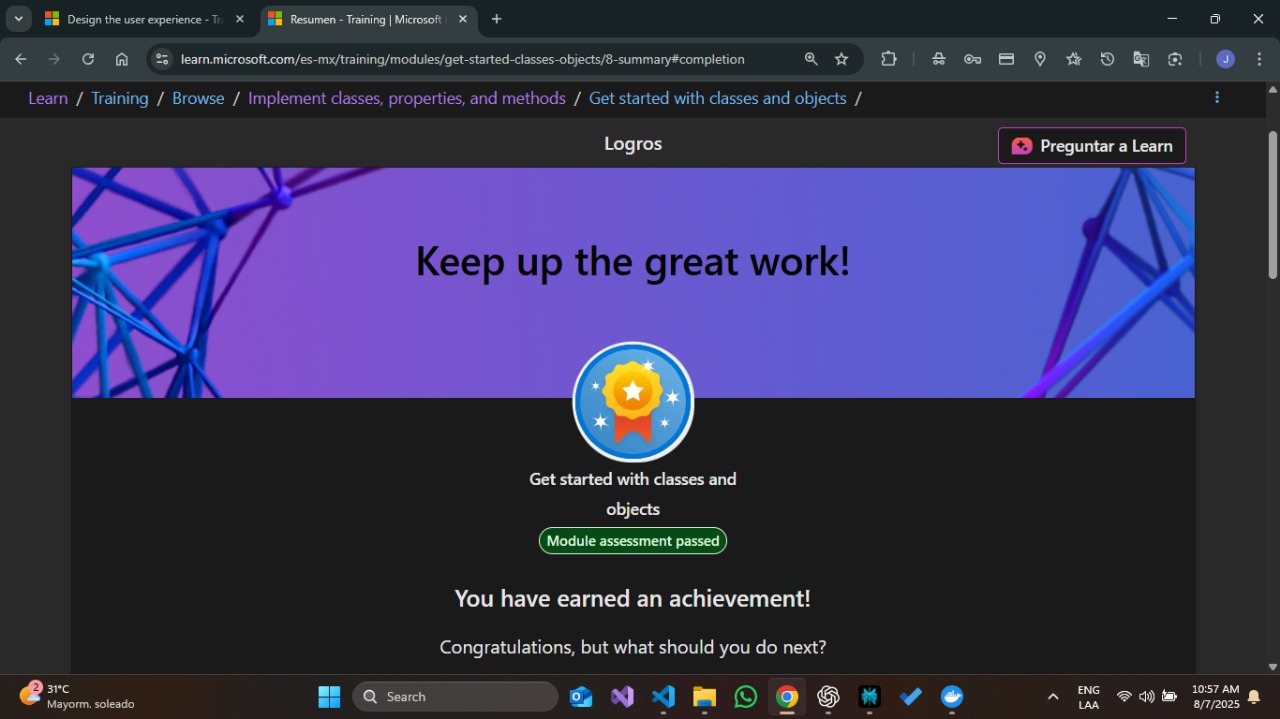 Design the user experience - Tr
Resumen - Training | Microsoft
learn.microsoft.com/es-mx/training/modules/get-started-classes-objects/8-summary#completion
J
Learn / Training / Browse / Implement classes, properties, and methods / Get started with classes and objects /
Logros
Preguntar a Learn
Keep up the great work!
Get started with classes and
objects
Module assessment passed
You have earned an achievement!
Congratulations, but what should you do next?
2
31°C
Mayorm. soleado
Search
ENG
LAA
10:57 AM
8/7/2025